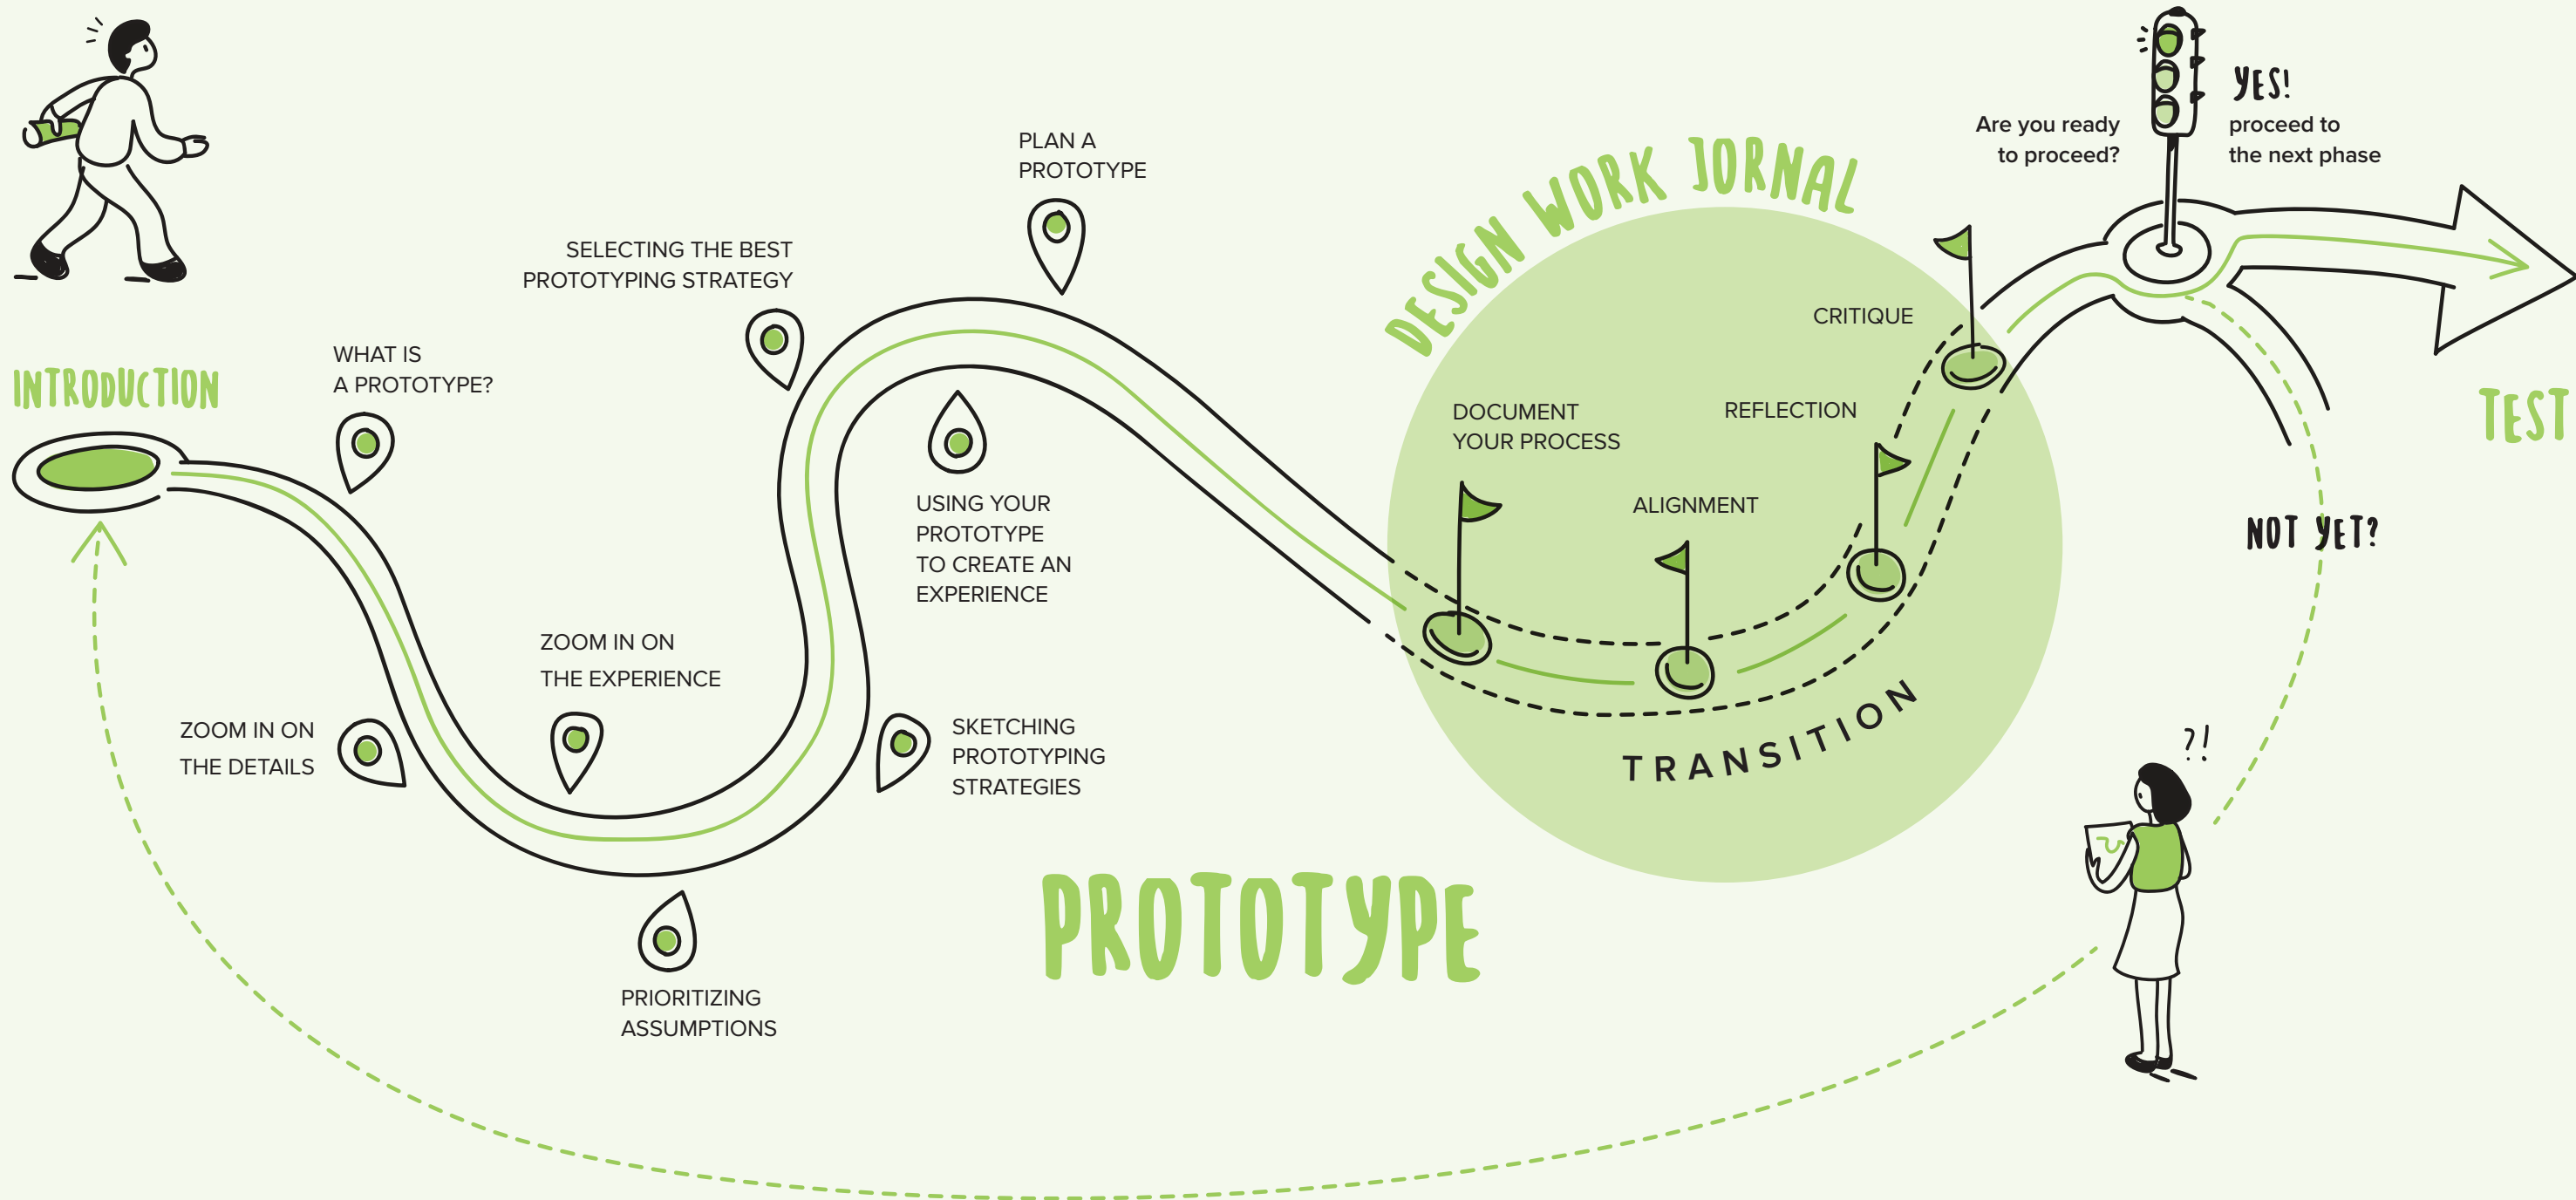 INTRODUCTION
WHAT IS
A PROTOTYPE?
ZOOM IN ON
THE DETAILS
ZOOM IN ON
THE EXPERIENCE
PRIORITIZING
ASSUMPTIONS
SKETCHING
PROTOTYPING
STRATEGIES
SELECTING THE BEST
PROTOTYPING STRATEGY
USING YOUR
PROTOTYPE
TO CREATE AN
EXPERIENCE
PLAN A
PROTOTYPE
PROTOTYPE
DESIGN WORK JORNAL
DOCUMENT
YOUR PROCESS
ALIGNMENT
REFLECTION
CRITIQUE
TRANSITION
Are you ready
to proceed?
YES!
proceed to
the next phase
TEST
NOT YET?
?!